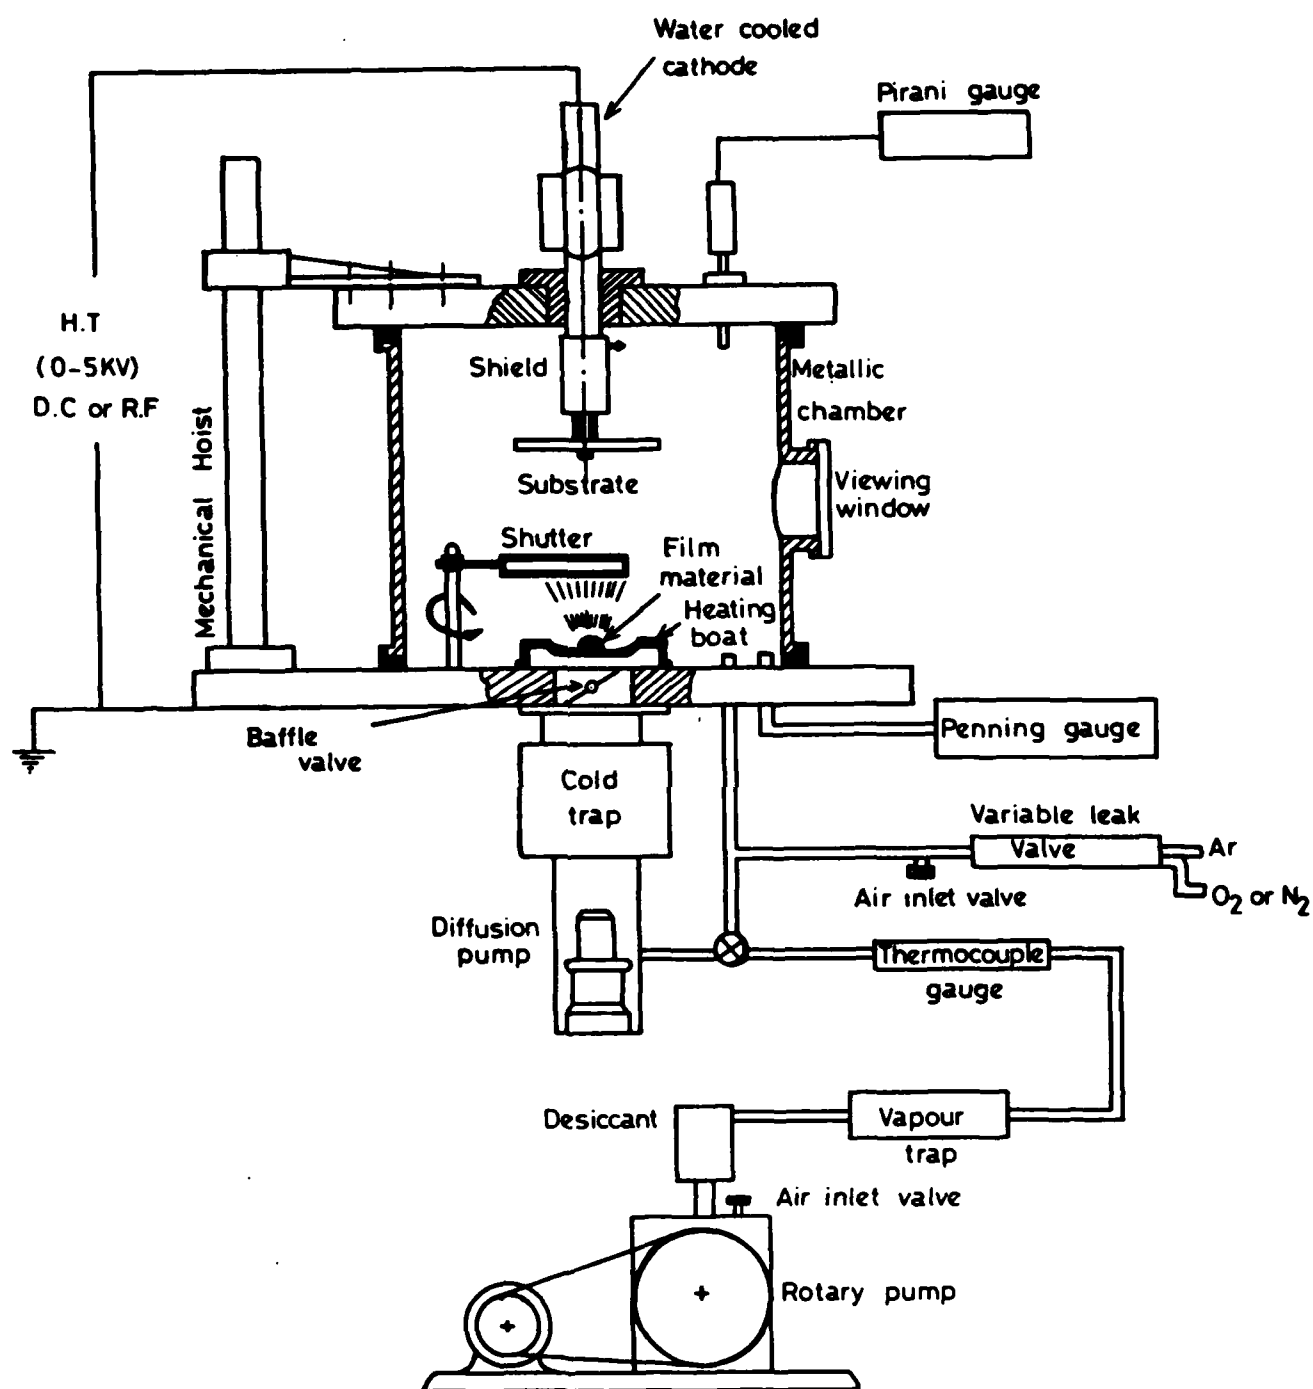 Water cooled
cathode
Pirani gauge
H.T
(0-5KV)
D.C or R.F
Mechanical Hoist
Shield
Metallic
chamber
Substrate
Viewing
window
Shutter
Film
material
Heating
boat
Baffle
valve
Penning gauge
Cold
trap
Variable leak
Valve
Ar
Air inlet valve
O2 or N2
Diffusion
pump
Thermocouple
gauge
Desiccant
Vapour
trap
Air inlet valve
Rotary pump